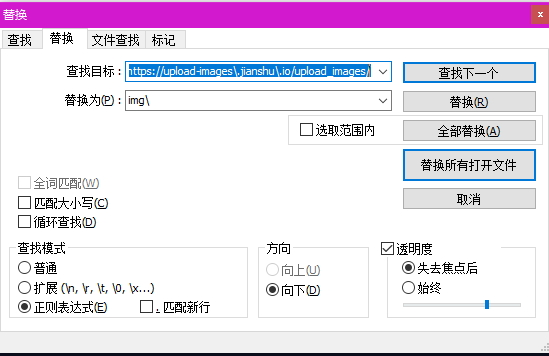 替换
查找 替换 文件查找 标记
查找目标: https://upload-images\.jianshu\.io/upload_images/ 查找下一个
替换为(P): img\ 替换(R)
选取范围内 全部替换(A)
替换所有打开文件
取消
全词匹配(W)
匹配大小写(C)
循环查找(D)
查找模式 方向 透明度
普通 向上(U) 失去焦点后
扩展 (\n, \r, \t, \0, \x...) 向下(D) 始终
正则表达式(E) . 匹配新行